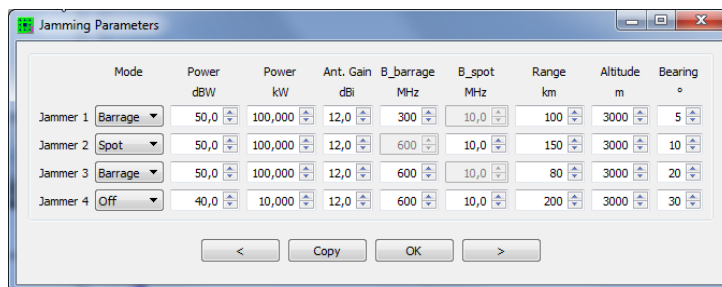 Jamming Parameters
Mode Power Power Ant. Gain B_barrage B_spot Range Altitude Bearing
dBW kW dBi MHz MHz km m °
Jammer 1 Barrage 50,0 100,000 12,0 300 10,0 100 3000 5
Jammer 2 Spot 50,0 100,000 12,0 600 10,0 150 3000 10
Jammer 3 Barrage 50,0 100,000 12,0 600 10,0 80 3000 20
Jammer 4 Off 40,0 10,000 12,0 600 10,0 200 3000 30
< Copy OK >